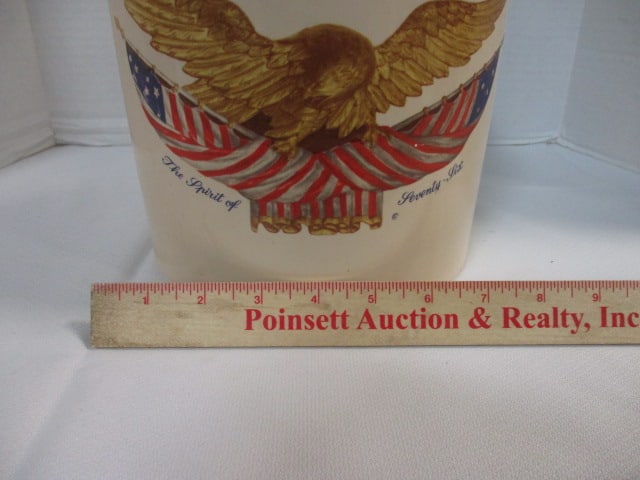 The Spirit of
Seventy-Six
©
1 2 3 4 5 6 7 8 9
Poinsett Auction & Realty, Inc